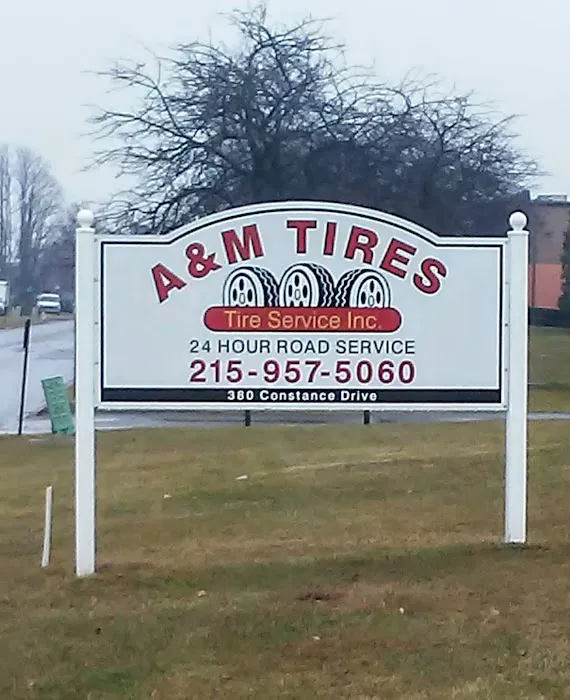 A&M TIRES
Tire Service Inc.
24 HOUR ROAD SERVICE
215-957-5060
380 Constance Drive